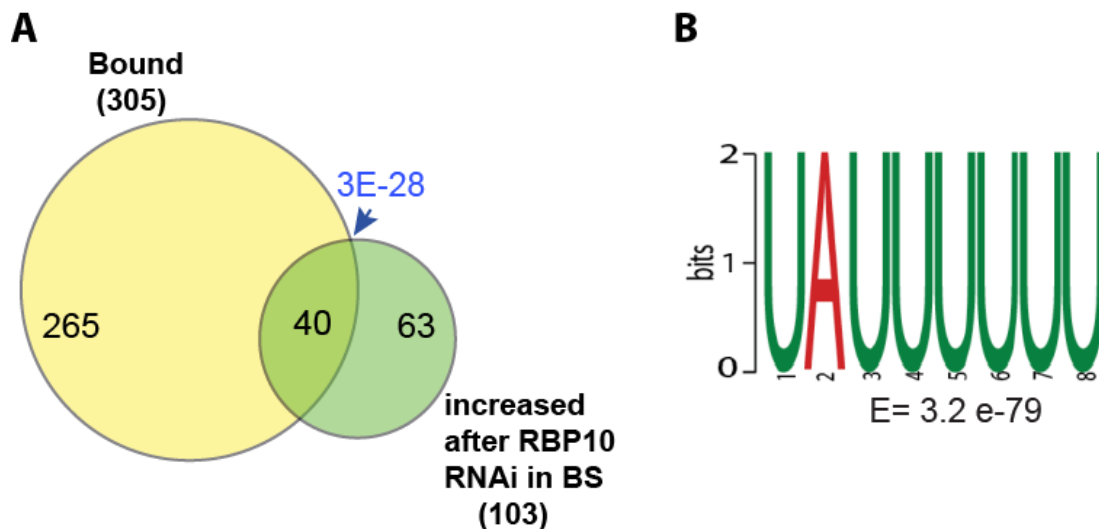 A
Bound
(305)
3E-28
265
40
63
increased
after RBP10
RNAi in BS
(103)
B
2
1
0
bits
UAUUUUUU
1 2 3 4 5 6 7 8
E= 3.2 e-79